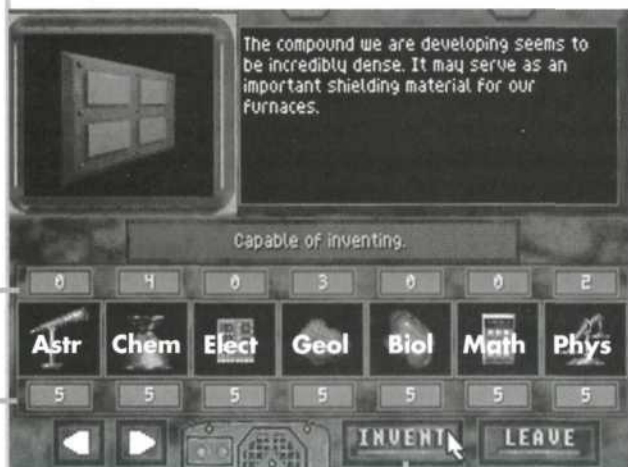 The compound we are developing seems to
be incredibly dense. It may serve as an
important shielding material for our
furnaces.
Capable of inventing.
0 4 0 3 0 0 2
Astr Chem Elect Geol Biol Math Phys
5 5 5 5 5 5 5
INVENT LEAVE